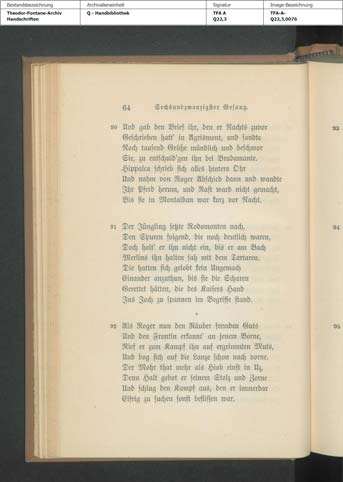 Bestandsbezeichnung Archivalieneinheit Signatur Image-Bezeichnung
Theodor-Fontane-Archiv Q - Handbibliothek TFA A TFA-A-
Handschriften Q22,3 Q22,3,0076
64 Sechsundzwanzigster Gesang.
90 Und gab den Brief ihr, den er Nachts zuvor
Geschrieben hatt' in Agrismont, und sandte
Noch tausend Grüße mündlich und beschwor
Sie, zu entschuld'gen ihn bei Bradamante.
Hippalca schrieb sich alles hinters Ohr
Und nahm von Roger Abschied dann und wandte
Ihr Pferd herum, und Rast ward nicht gemacht,
Bis sie in Montalban war kurz vor Nacht.
91 Der Jüngling setzte Rodomonten nach,
Den Spuren folgend, die noch deutlich waren,
Doch holt' er ihn nicht ein, bis er am Bach
Merlins ihn halten sah mit dem Tartaren.
Die hatten sich gelobt kein Ungemach
Einander anzuthun, bis sie die Scharen
Gerettet hätten, die des Kaisers Hand
Ins Joch zu spannen im Begriffe stand.
92 Als Roger nun den Räuber fremden Guts
Und den Frontin erkannt' an jenem Borne,
Rief er zum Kampf ihn auf ergrimmten Muts,
Und bog sich auf die Lanze schon nach vorne.
Der Mohr that mehr als Hiob einst in Uz,
Denn Halt gebot er seinem Stolz und Zorne
Und schlug den Kampf aus, den er immerdar
Eifrig zu suchen sonst beflissen war.
93
94
95